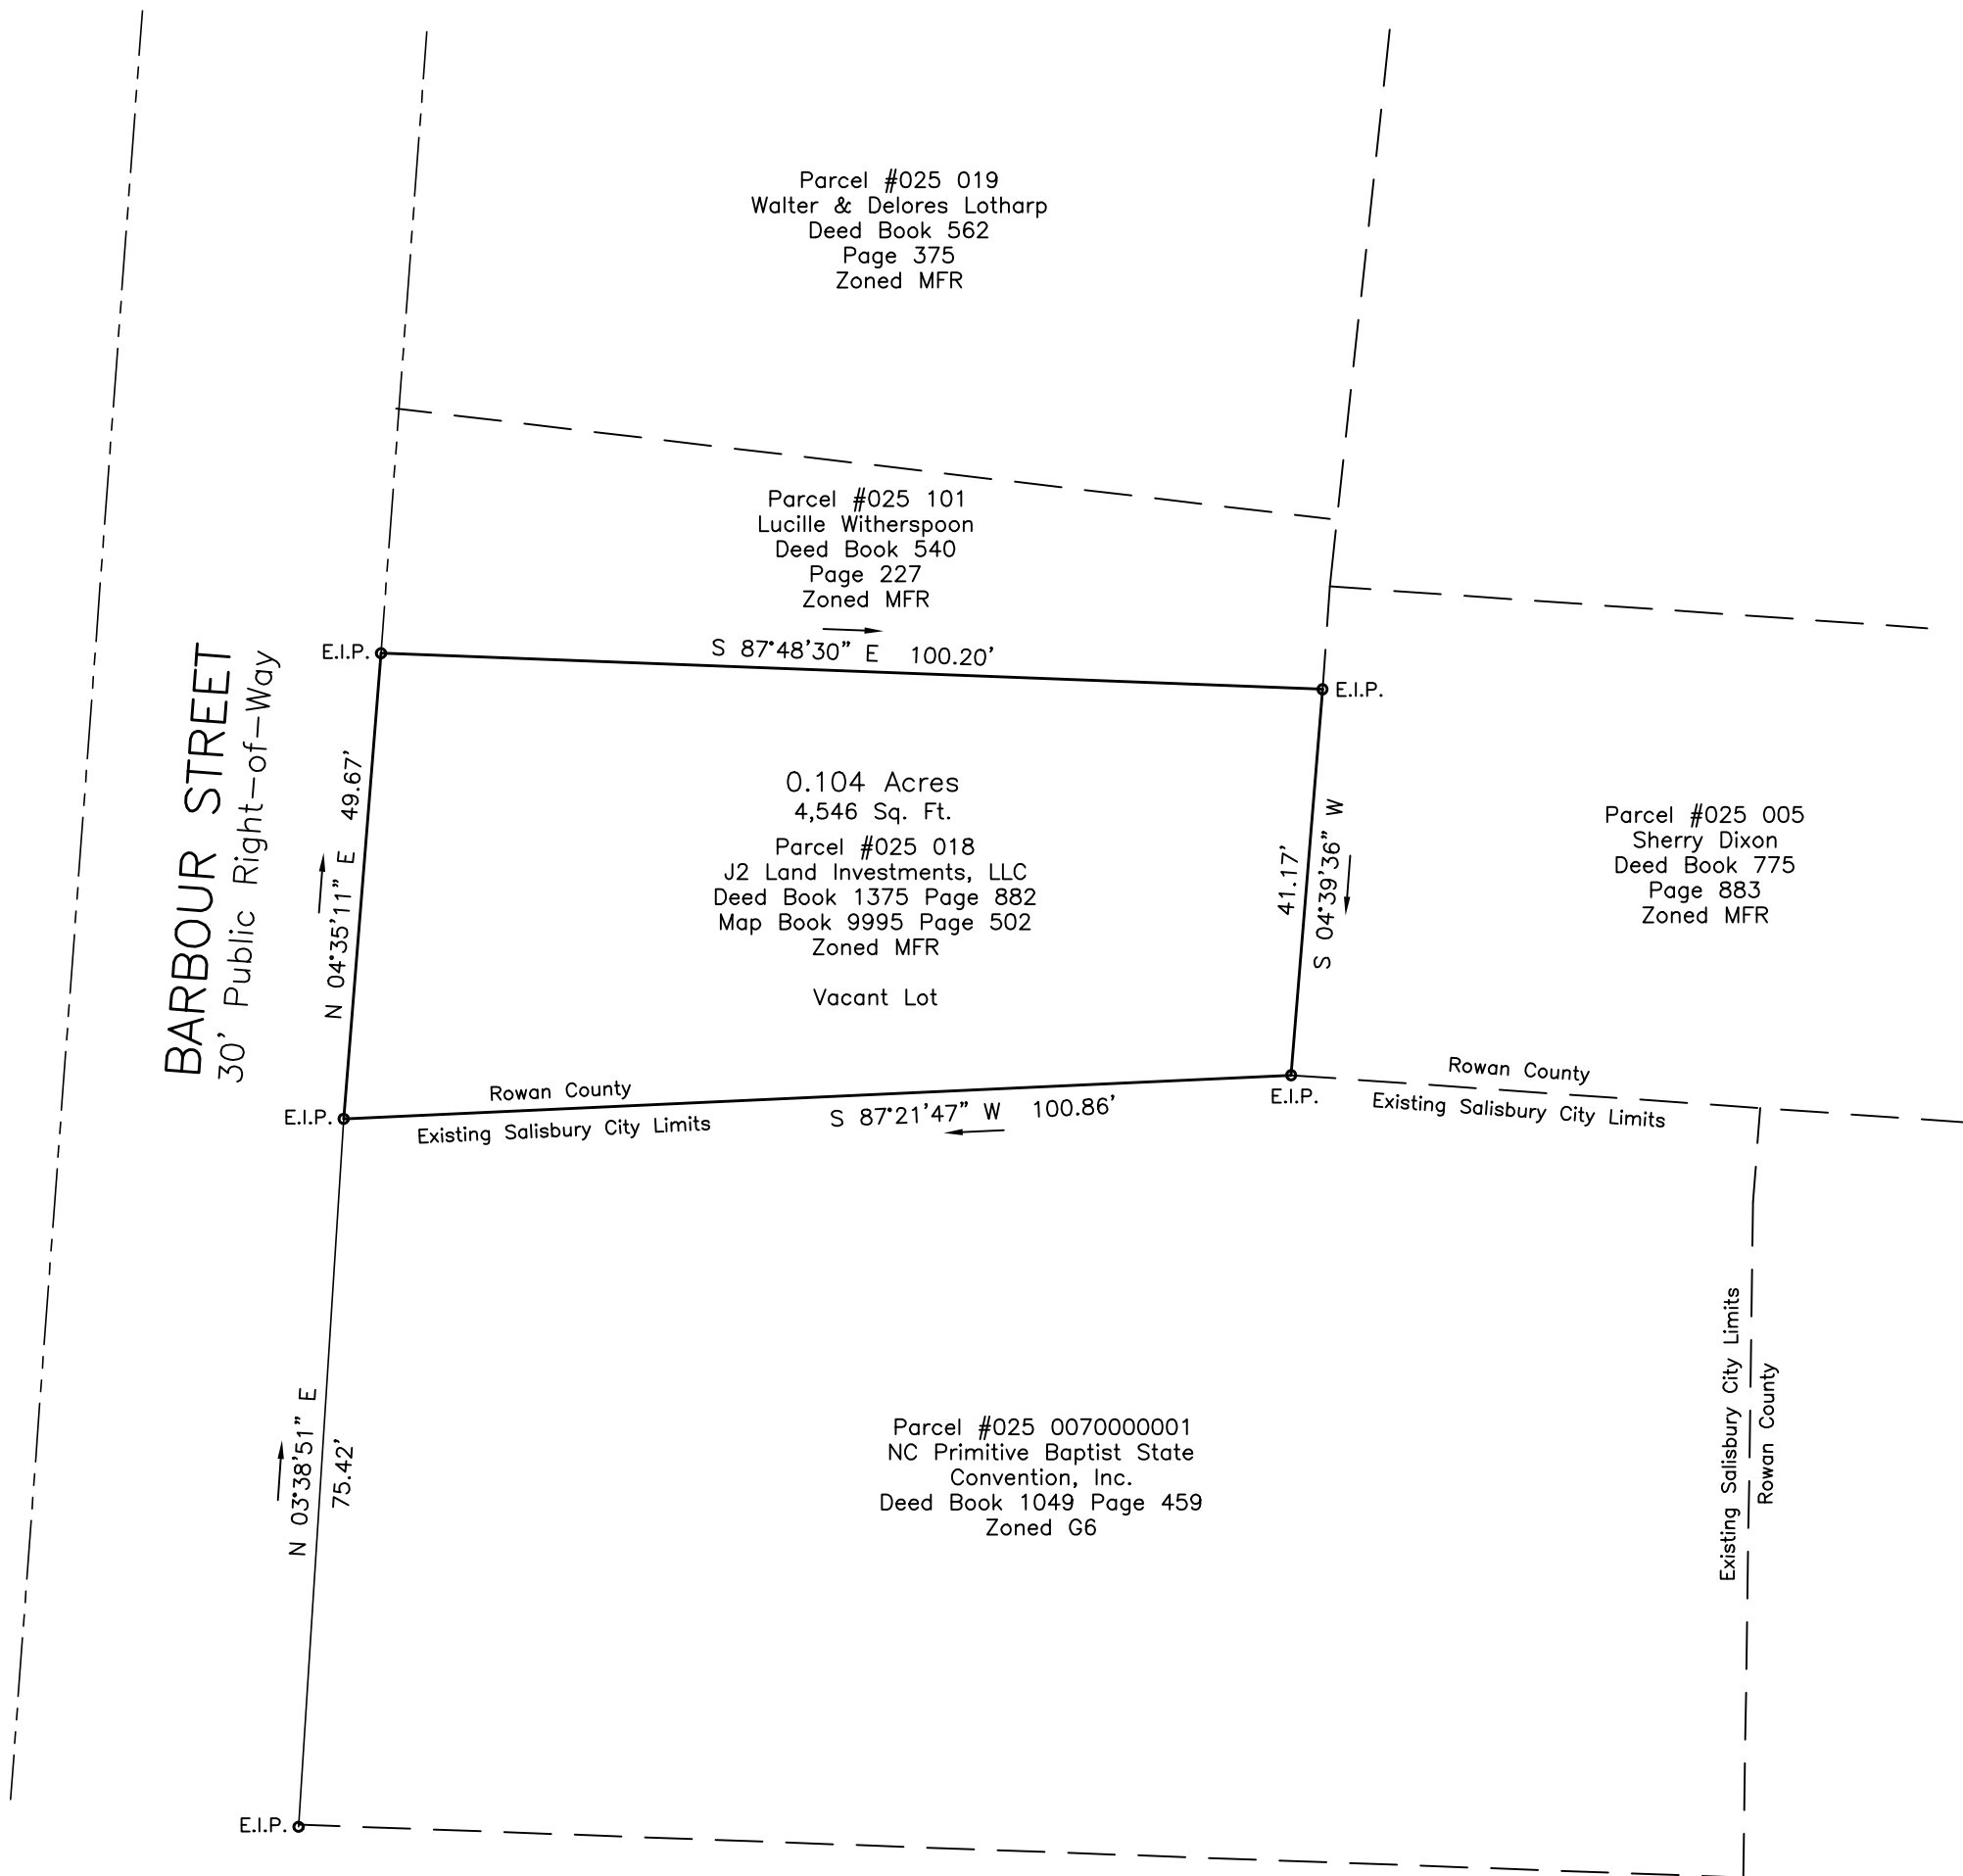 Parcel #025 019
Walter & Delores Lotharp
Deed Book 562
Page 375
Zoned MFR
Parcel #025 101
Lucille Witherspoon
Deed Book 540
Page 227
Zoned MFR
S 87°48'30" E 100.20'
E.I.P.
E.I.P.
BARBOUR STREET
30' Public Right-of-Way
N 04°35'11" E 49.67'
0.104 Acres
4,546 Sq. Ft.
Parcel #025 018
J2 Land Investments, LLC
Deed Book 1375 Page 882
Map Book 9995 Page 502
Zoned MFR
Vacant Lot
41.17'
S 04°39'36" W
Parcel #025 005
Sherry Dixon
Deed Book 775
Page 883
Zoned MFR
E.I.P.
Rowan County
Existing Salisbury City Limits
S 87°21'47" W 100.86'
E.I.P.
Rowan County
Existing Salisbury City Limits
N 03°38'51" E
75.42'
Parcel #025 0070000001
NC Primitive Baptist State
Convention, Inc.
Deed Book 1049 Page 459
Zoned G6
Existing Salisbury City Limits
Rowan County
E.I.P.